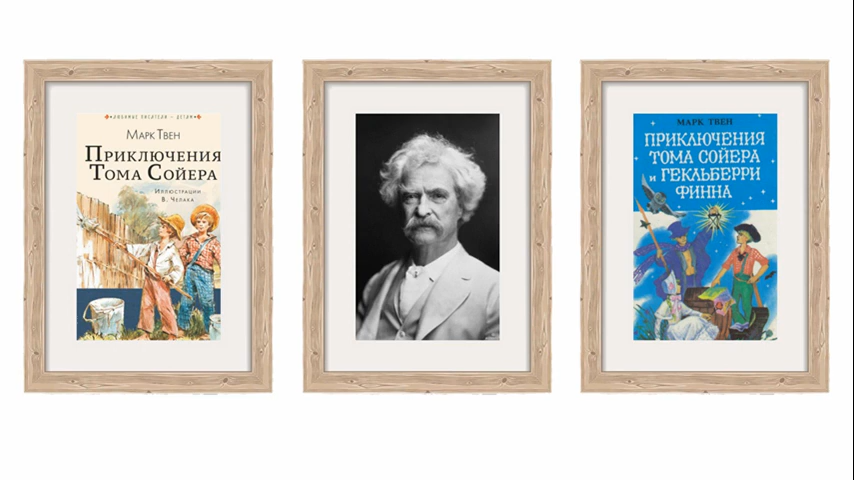 ЛЮБИМЫЕ ПИСАТЕЛИ – ДЕТЯМ
МАРК ТВЕН
ПРИКЛЮЧЕНИЯ
ТОМА СОЙЕРА
ИЛЛЮСТРАЦИИ
В. ЧЕЛАКА
МАРК ТВЕН
ПРИКЛЮЧЕНИЯ
ТОМА СОЙЕРА
И ГЕКЛЬБЕРРИ
ФИННА